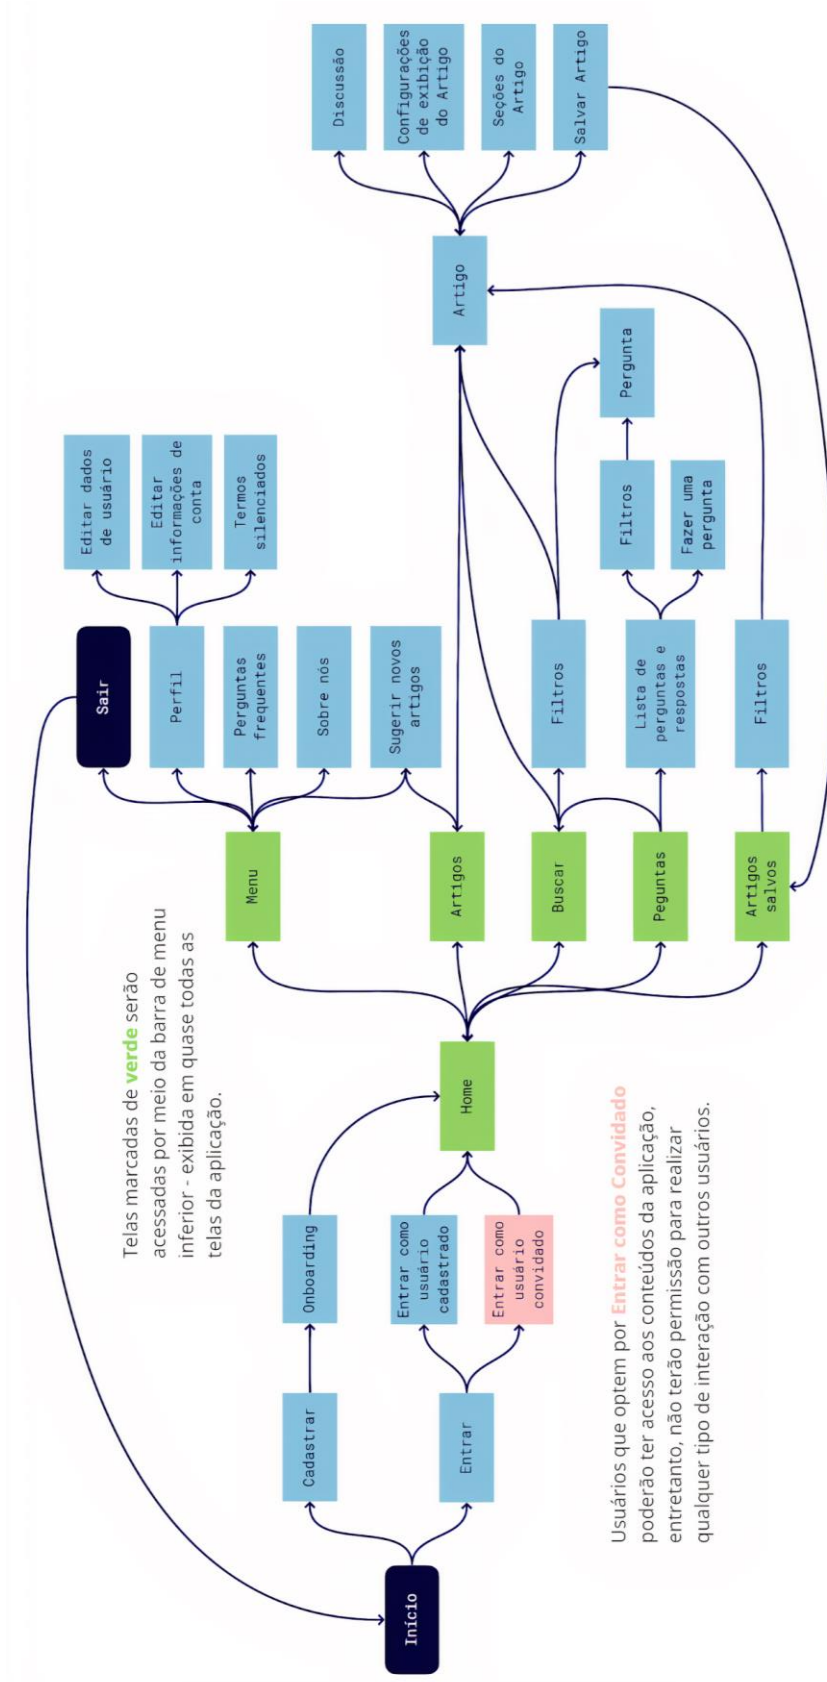 Início
Cadastrar
Entrar
Onboarding
Entrar como
usuário
cadastrado
Entrar como
usuário
convidado
Home
Telas marcadas de verde serão
acessadas por meio da barra de menu
inferior - exibida em quase todas as
telas da aplicação.
Usuários que optem por Entrar como Convidado
poderão ter acesso aos conteúdos da aplicação,
entretanto, não terão permissão para realizar
qualquer tipo de interação com outros usuários.
Menu
Artigos
Buscar
Peguntas
Artigos
salvos
Sair
Perfil
Perguntas
frequentes
Sobre nós
Sugerir novos
artigos
Filtros
Lista de
perguntas e
respostas
Filtros
Editar dados
de usuário
Editar
informações de
conta
Termos
silenciados
Filtros
Fazer uma
pergunta
Pergunta
Artigo
Discussão
Configurações
de exibição
do Artigo
Seções do
Artigo
Salvar Artigo